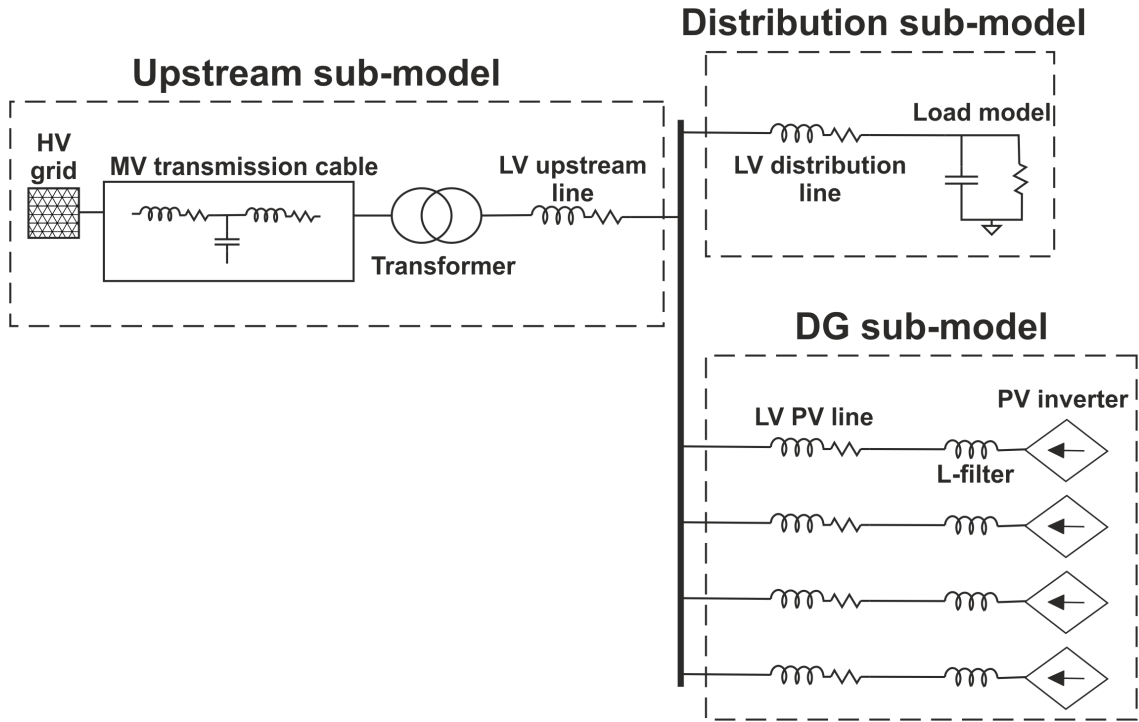 Distribution sub-model
Upstream sub-model
HV
grid
MV transmission cable
LV upstream
line
Transformer
Load model
LV distribution
line
DG sub-model
PV inverter
LV PV line
L-filter